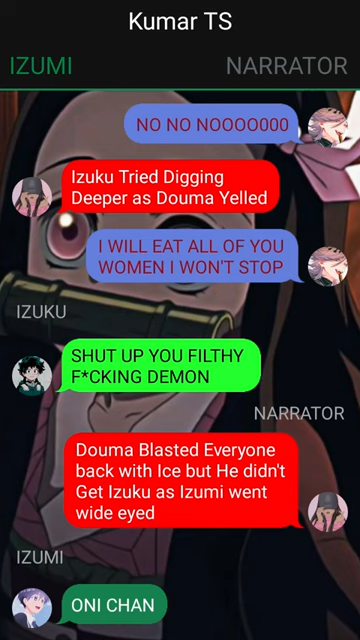 Kumar TS
IZUMI
NARRATOR
NO NO NOOOO000
Izuku Tried Digging
Deeper as Douma Yelled
I WILL EAT ALL OF YOU
WOMEN I WON'T STOP
IZUKU
SHUT UP YOU FILTHY
F*CKING DEMON
NARRATOR
Douma Blasted Everyone
back with Ice but He didn't
Get Izuku as Izumi went
wide eyed
IZUMI
ONI CHAN